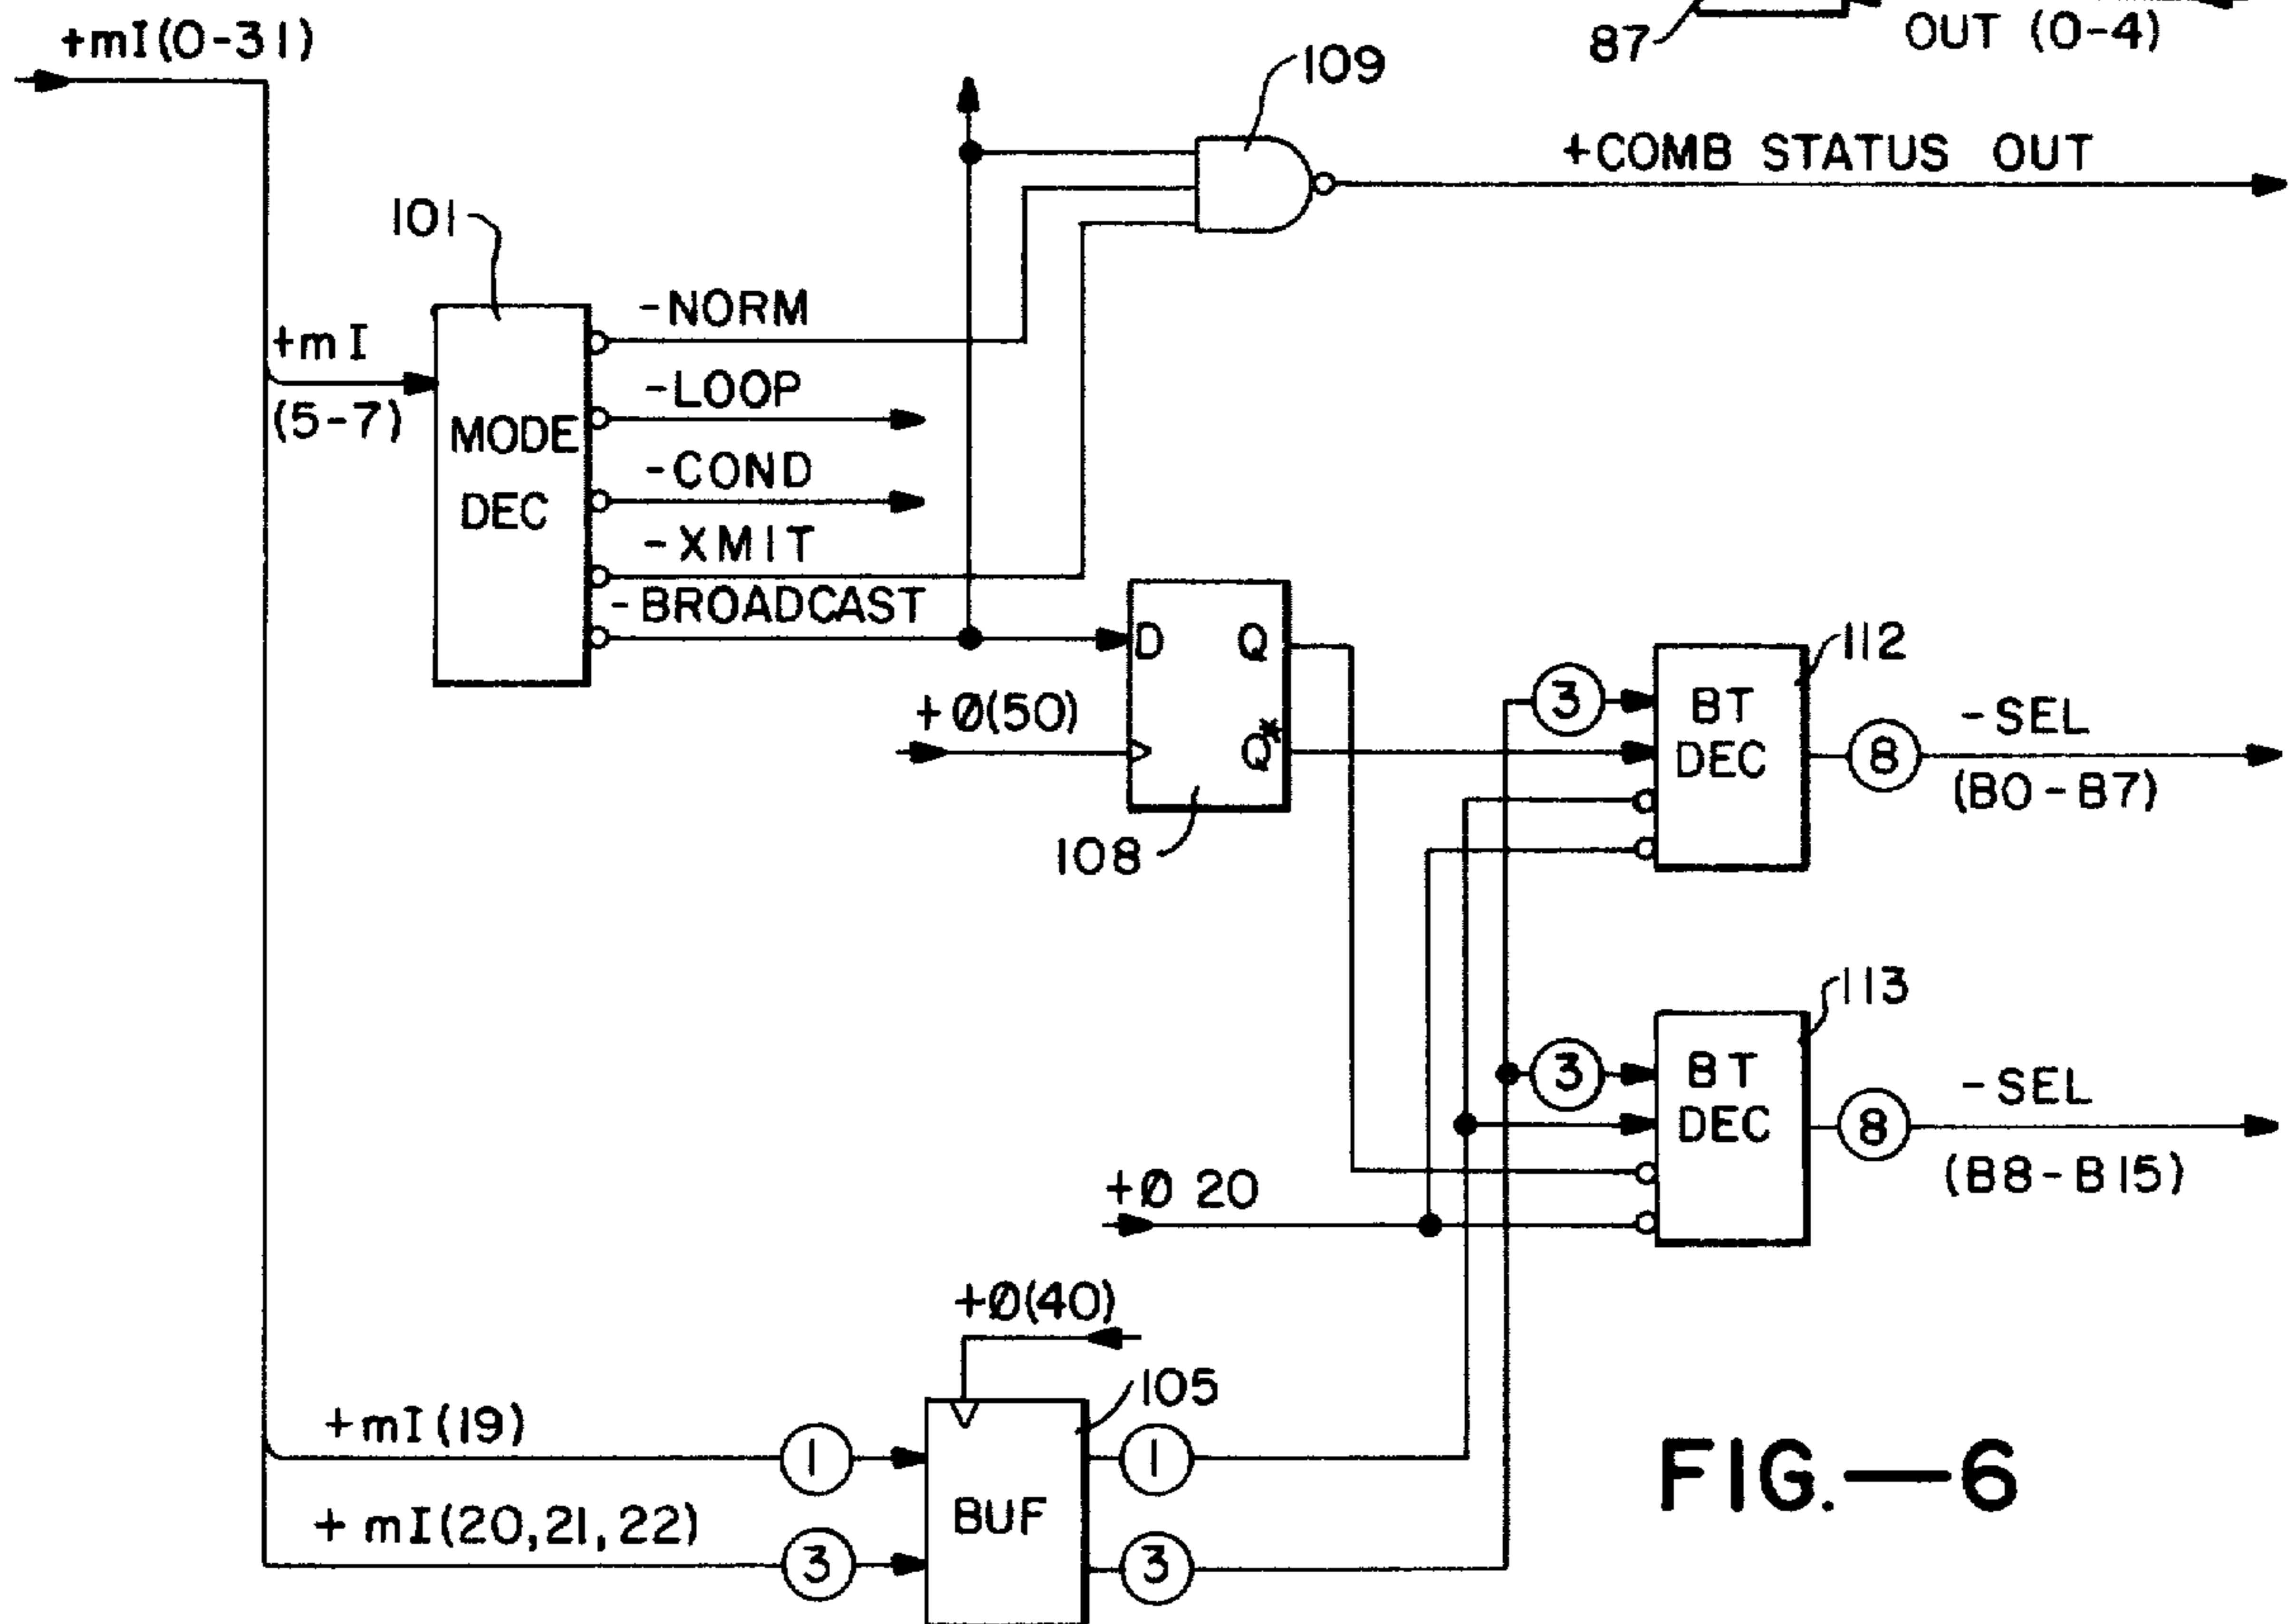 +mI(0-31)
87
OUT (0-4)
109
+COMB STATUS OUT
101
-NORM
+mI
(5-7)
-LOOP
MODE
DEC
-COND
-XMIT
-BROADCAST
D Q
112
+Ø(50)
Q*
3
BT
DEC
8
-SEL
(B0-B7)
108
113
3
BT
DEC
8
-SEL
(B8-B15)
+Ø 20
+Ø(40)
105
+mI(19)
1
1
BUF
+ mI(20,21,22)
3
3
FIG.—6